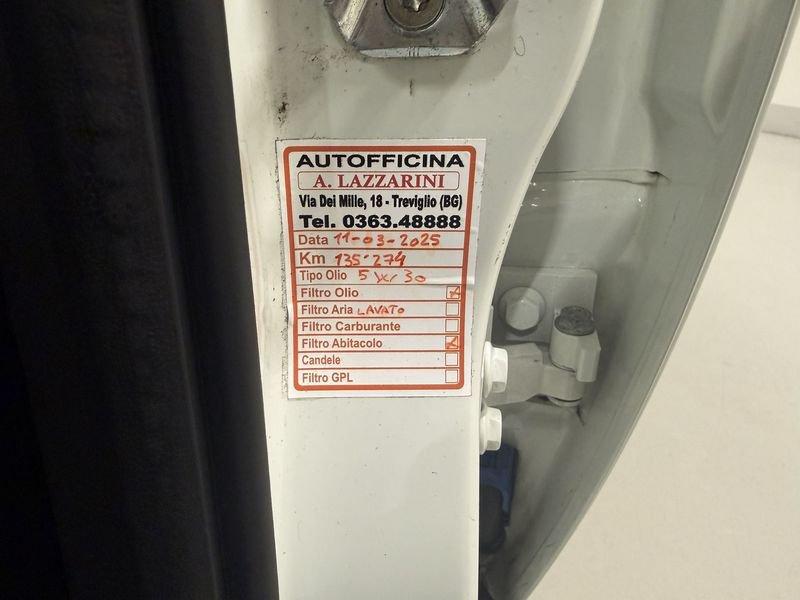 AUTOFFICINA
A. LAZZARINI
Via Dei Mille, 18 - Treviglio (BG)
Tel. 0363.48888
Data 11-03-2025
Km 135.274
Tipo Olio 5W30
Filtro Olio
Filtro Aria LAVATO
Filtro Carburante
Filtro Abitacolo
Candele
Filtro GPL